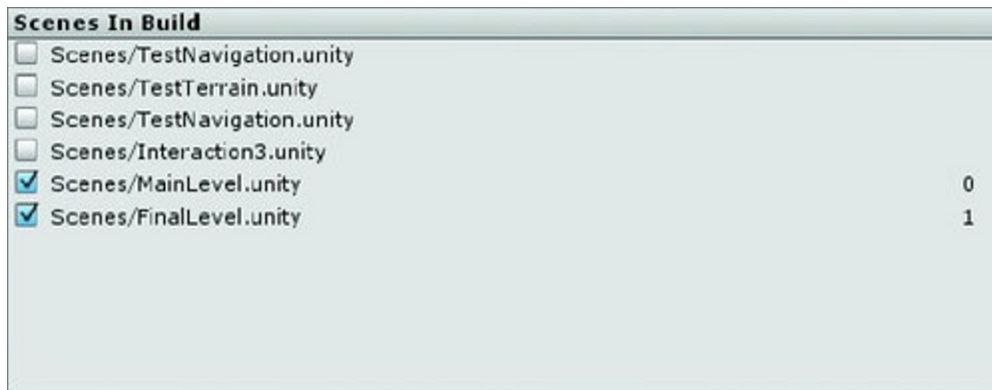 Scenes In Build
Scenes/TestNavigation.unity
Scenes/TestTerrain.unity
Scenes/TestNavigation.unity
Scenes/Interaction3.unity
Scenes/MainLevel.unity 0
Scenes/FinalLevel.unity 1